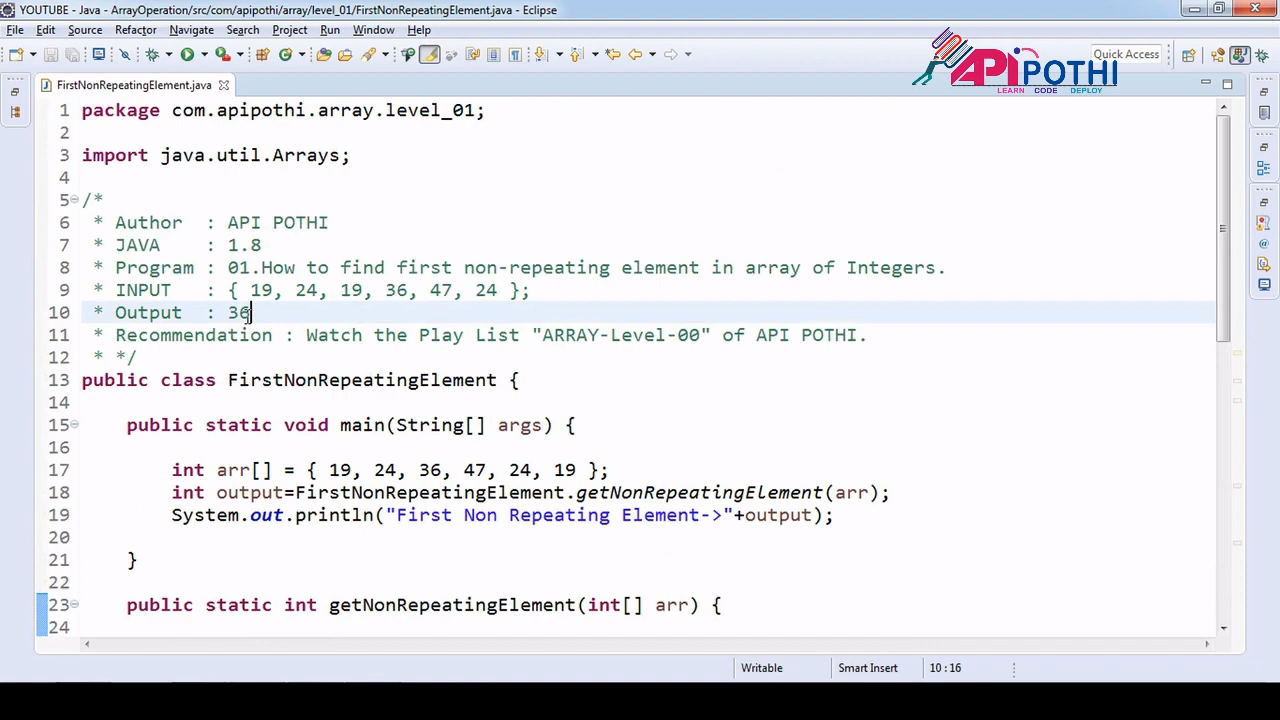 YOUTUBE - Java - ArrayOperation/src/com/apipothi/array/level_01/FirstNonRepeatingElement.java - Eclipse
File Edit Source Refactor Navigate Search Project Run Window Help
Quick Access
APIPOTHI
LEARN CODE DEPLOY
FirstNonRepeatingElement.java
1 package com.apipothi.array.level_01;
2
3 import java.util.Arrays;
4
5 /*
6 * Author : API POTHI
7 * JAVA : 1.8
8 * Program : 01.How to find first non-repeating element in array of Integers.
9 * INPUT : { 19, 24, 19, 36, 47, 24 };
10 * Output : 36
11 * Recommendation : Watch the Play List "ARRAY-Level-00" of API POTHI.
12 * */
13 public class FirstNonRepeatingElement {
14
15 public static void main(String[] args) {
16
17 int arr[] = { 19, 24, 36, 47, 24, 19 };
18 int output=FirstNonRepeatingElement.getNonRepeatingElement(arr);
19 System.out.println("First Non Repeating Element->"+output);
20
21 }
22
23 public static int getNonRepeatingElement(int[] arr) {
24
Writable Smart Insert 10 : 16